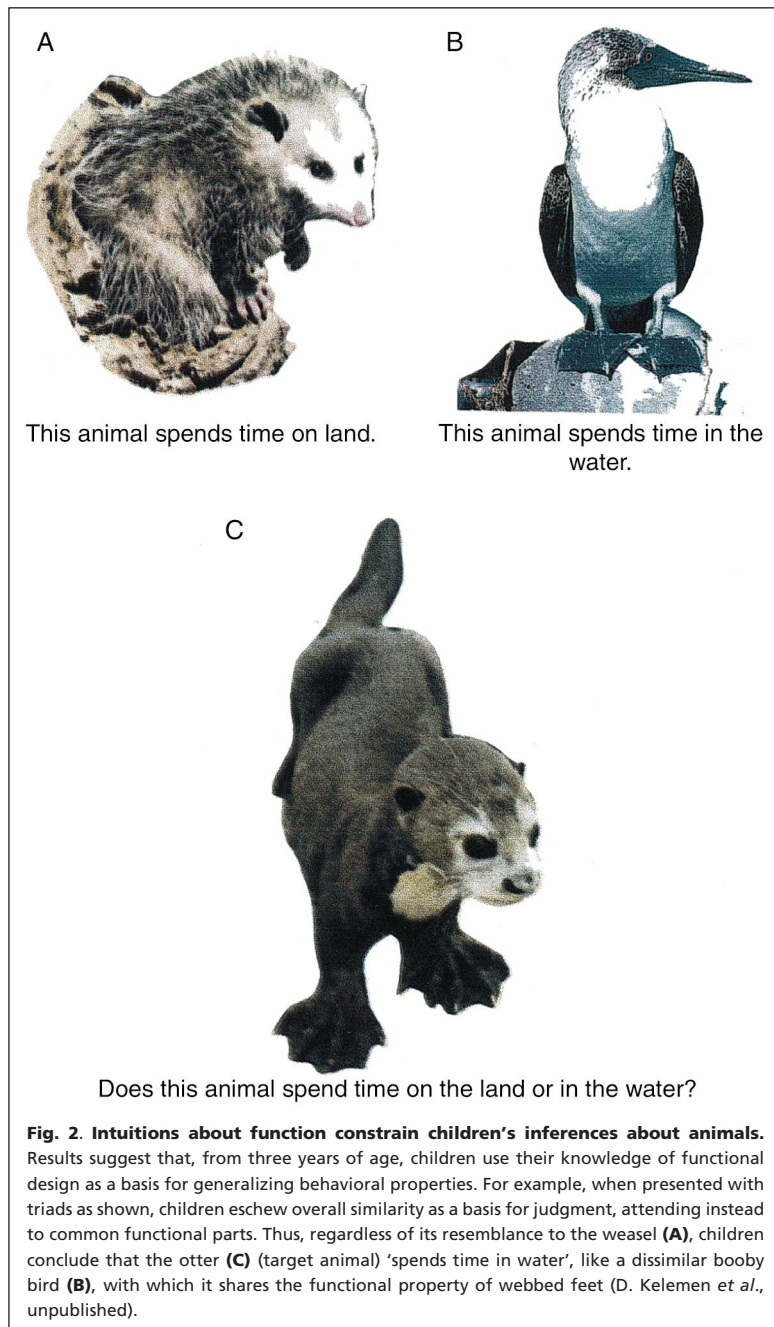 A
B
This animal spends time on land.
This animal spends time in the
water.
C
Does this animal spend time on the land or in the water?
Fig. 2. Intuitions about function constrain children's inferences about animals.
Results suggest that, from three years of age, children use their knowledge of functional
design as a basis for generalizing behavioral properties. For example, when presented with
triads as shown, children eschew overall similarity as a basis for judgment, attending instead
to common functional parts. Thus, regardless of its resemblance to the weasel (A), children
conclude that the otter (C) (target animal) 'spends time in water', like a dissimilar booby
bird (B), with which it shares the functional property of webbed feet (D. Kelemen et al.,
unpublished).